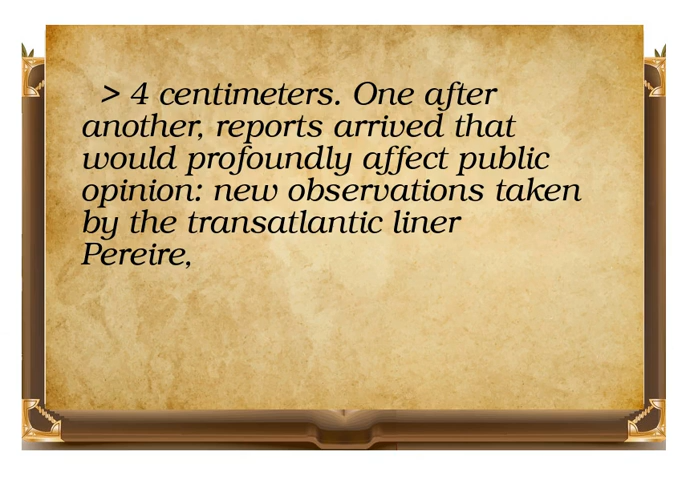 > 4 centimeters. One after
another, reports arrived that
would profoundly affect public
opinion: new observations taken
by the transatlantic liner
Pereire,